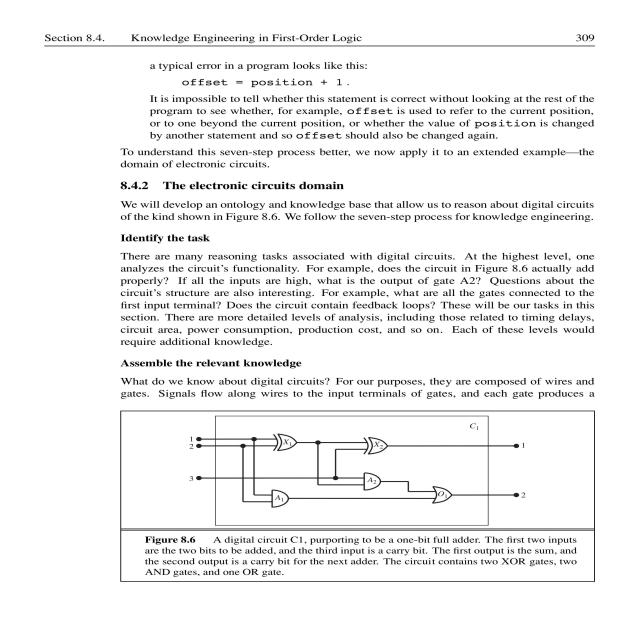 Section 8.4. Knowledge Engineering in First-Order Logic 309
a typical error in a program looks like this:
offset = position + 1.
It is impossible to tell whether this statement is correct without looking at the rest of the
program to see whether, for example, offset is used to refer to the current position,
or to one beyond the current position, or whether the value of position is changed
by another statement and so offset should also be changed again.
To understand this seven-step process better, we now apply it to an extended example—the
domain of electronic circuits.
8.4.2 The electronic circuits domain
We will develop an ontology and knowledge base that allow us to reason about digital circuits
of the kind shown in Figure 8.6. We follow the seven-step process for knowledge engineering.
Identify the task
There are many reasoning tasks associated with digital circuits. At the highest level, one
analyzes the circuit's functionality. For example, does the circuit in Figure 8.6 actually add
properly? If all the inputs are high, what is the output of gate A2? Questions about the
circuit's structure are also interesting. For example, what are all the gates connected to the
first input terminal? Does the circuit contain feedback loops? These will be our tasks in this
section. There are more detailed levels of analysis, including those related to timing delays,
circuit area, power consumption, production cost, and so on. Each of these levels would
require additional knowledge.
Assemble the relevant knowledge
What do we know about digital circuits? For our purposes, they are composed of wires and
gates. Signals flow along wires to the input terminals of gates, and each gate produces a
C1
1
2
X1
X2
1
3
A2
A1
O1
2
Figure 8.6 A digital circuit C1, purporting to be a one-bit full adder. The first two inputs
are the two bits to be added, and the third input is a carry bit. The first output is the sum, and
the second output is a carry bit for the next adder. The circuit contains two XOR gates, two
AND gates, and one OR gate.